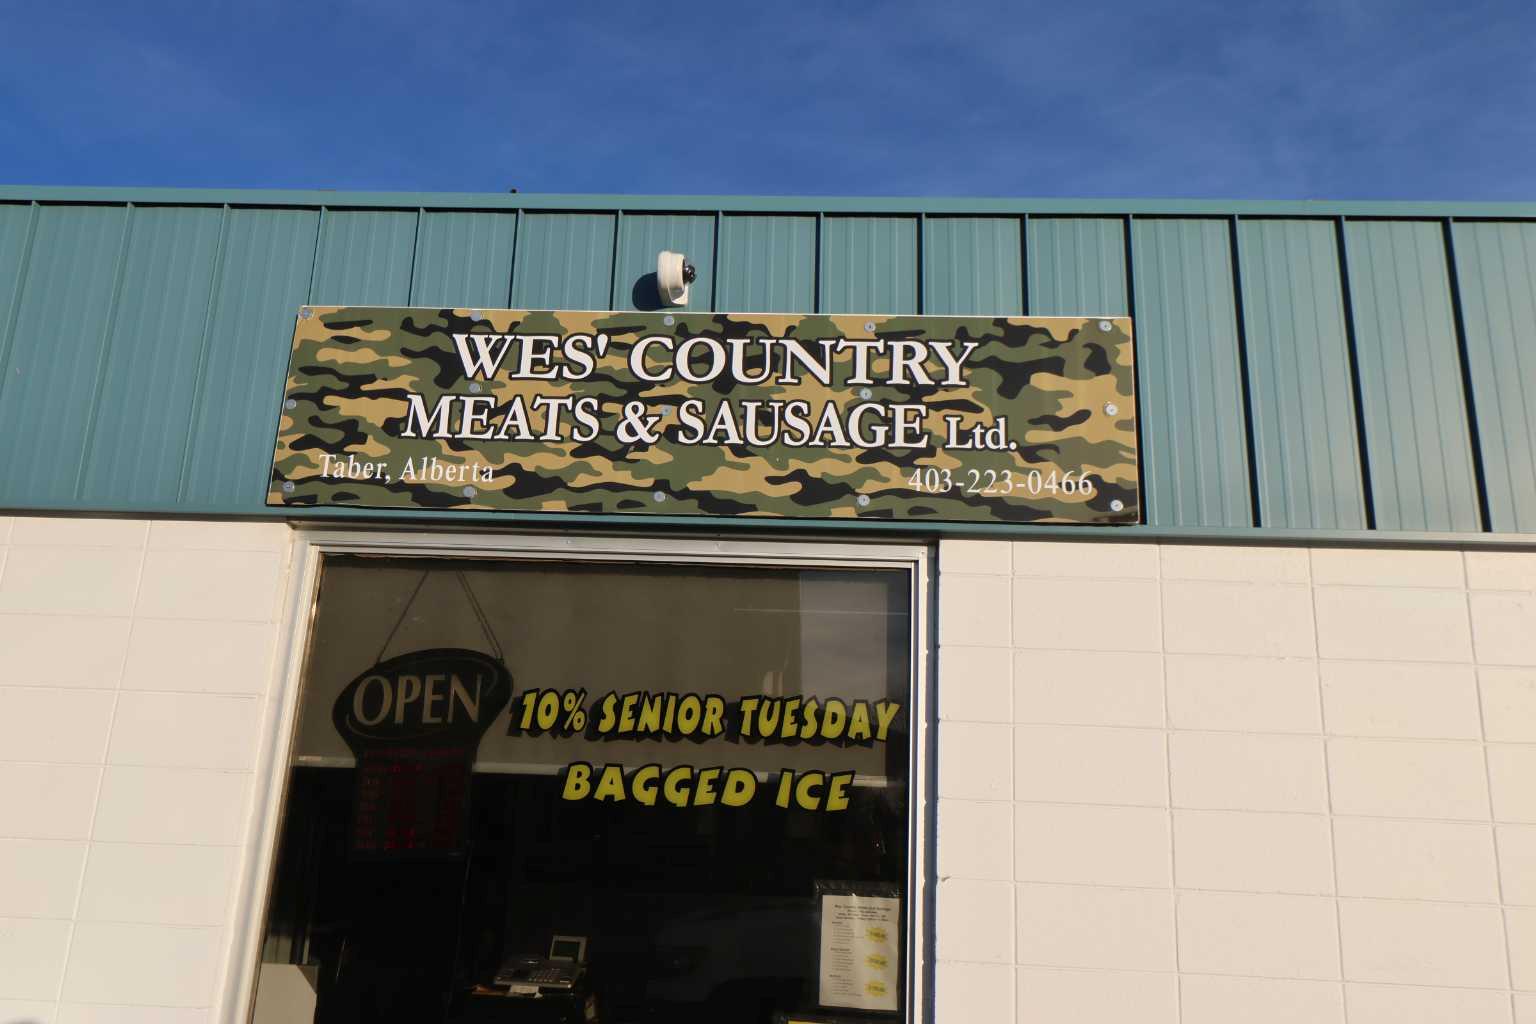 WES' COUNTRY
MEATS & SAUSAGE Ltd.
Taber, Alberta
403-223-0466
OPEN
10% SENIOR TUESDAY
BAGGED ICE